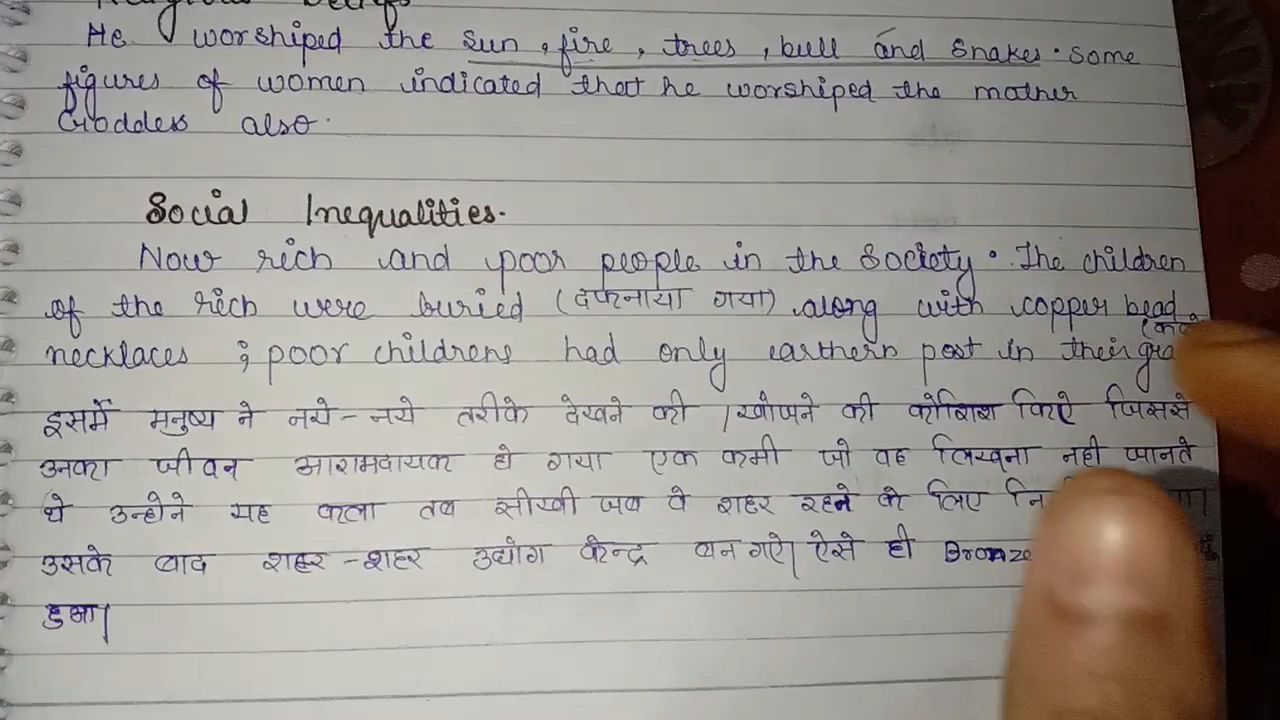 Religious Beliefs
He worshiped the sun, fire, trees, bull and snakes. some
figures of women indicated that he worshiped the mother
Goddess also.
Social Inequalities.
Now rich and poor people in the Society. The children
of the rich were buried (दफनाया गया) along with copper bead
necklaces ; poor childrens had only earthern post in their
इसमें मनुष्य ने नये-नये तरीके देखने की / खोजने की कोशिश किऐ जिससे
उनका जीवन आरामदायक हो गया एक कमी जो वह लिखना नही जानते
थे उन्होने यह कला तब सीखी जब वे शहर रहने के लिए
उसके बाद शहर-शहर उद्योग केन्द्र बन गऐ। ऐसे ही Bronze
हुआ।